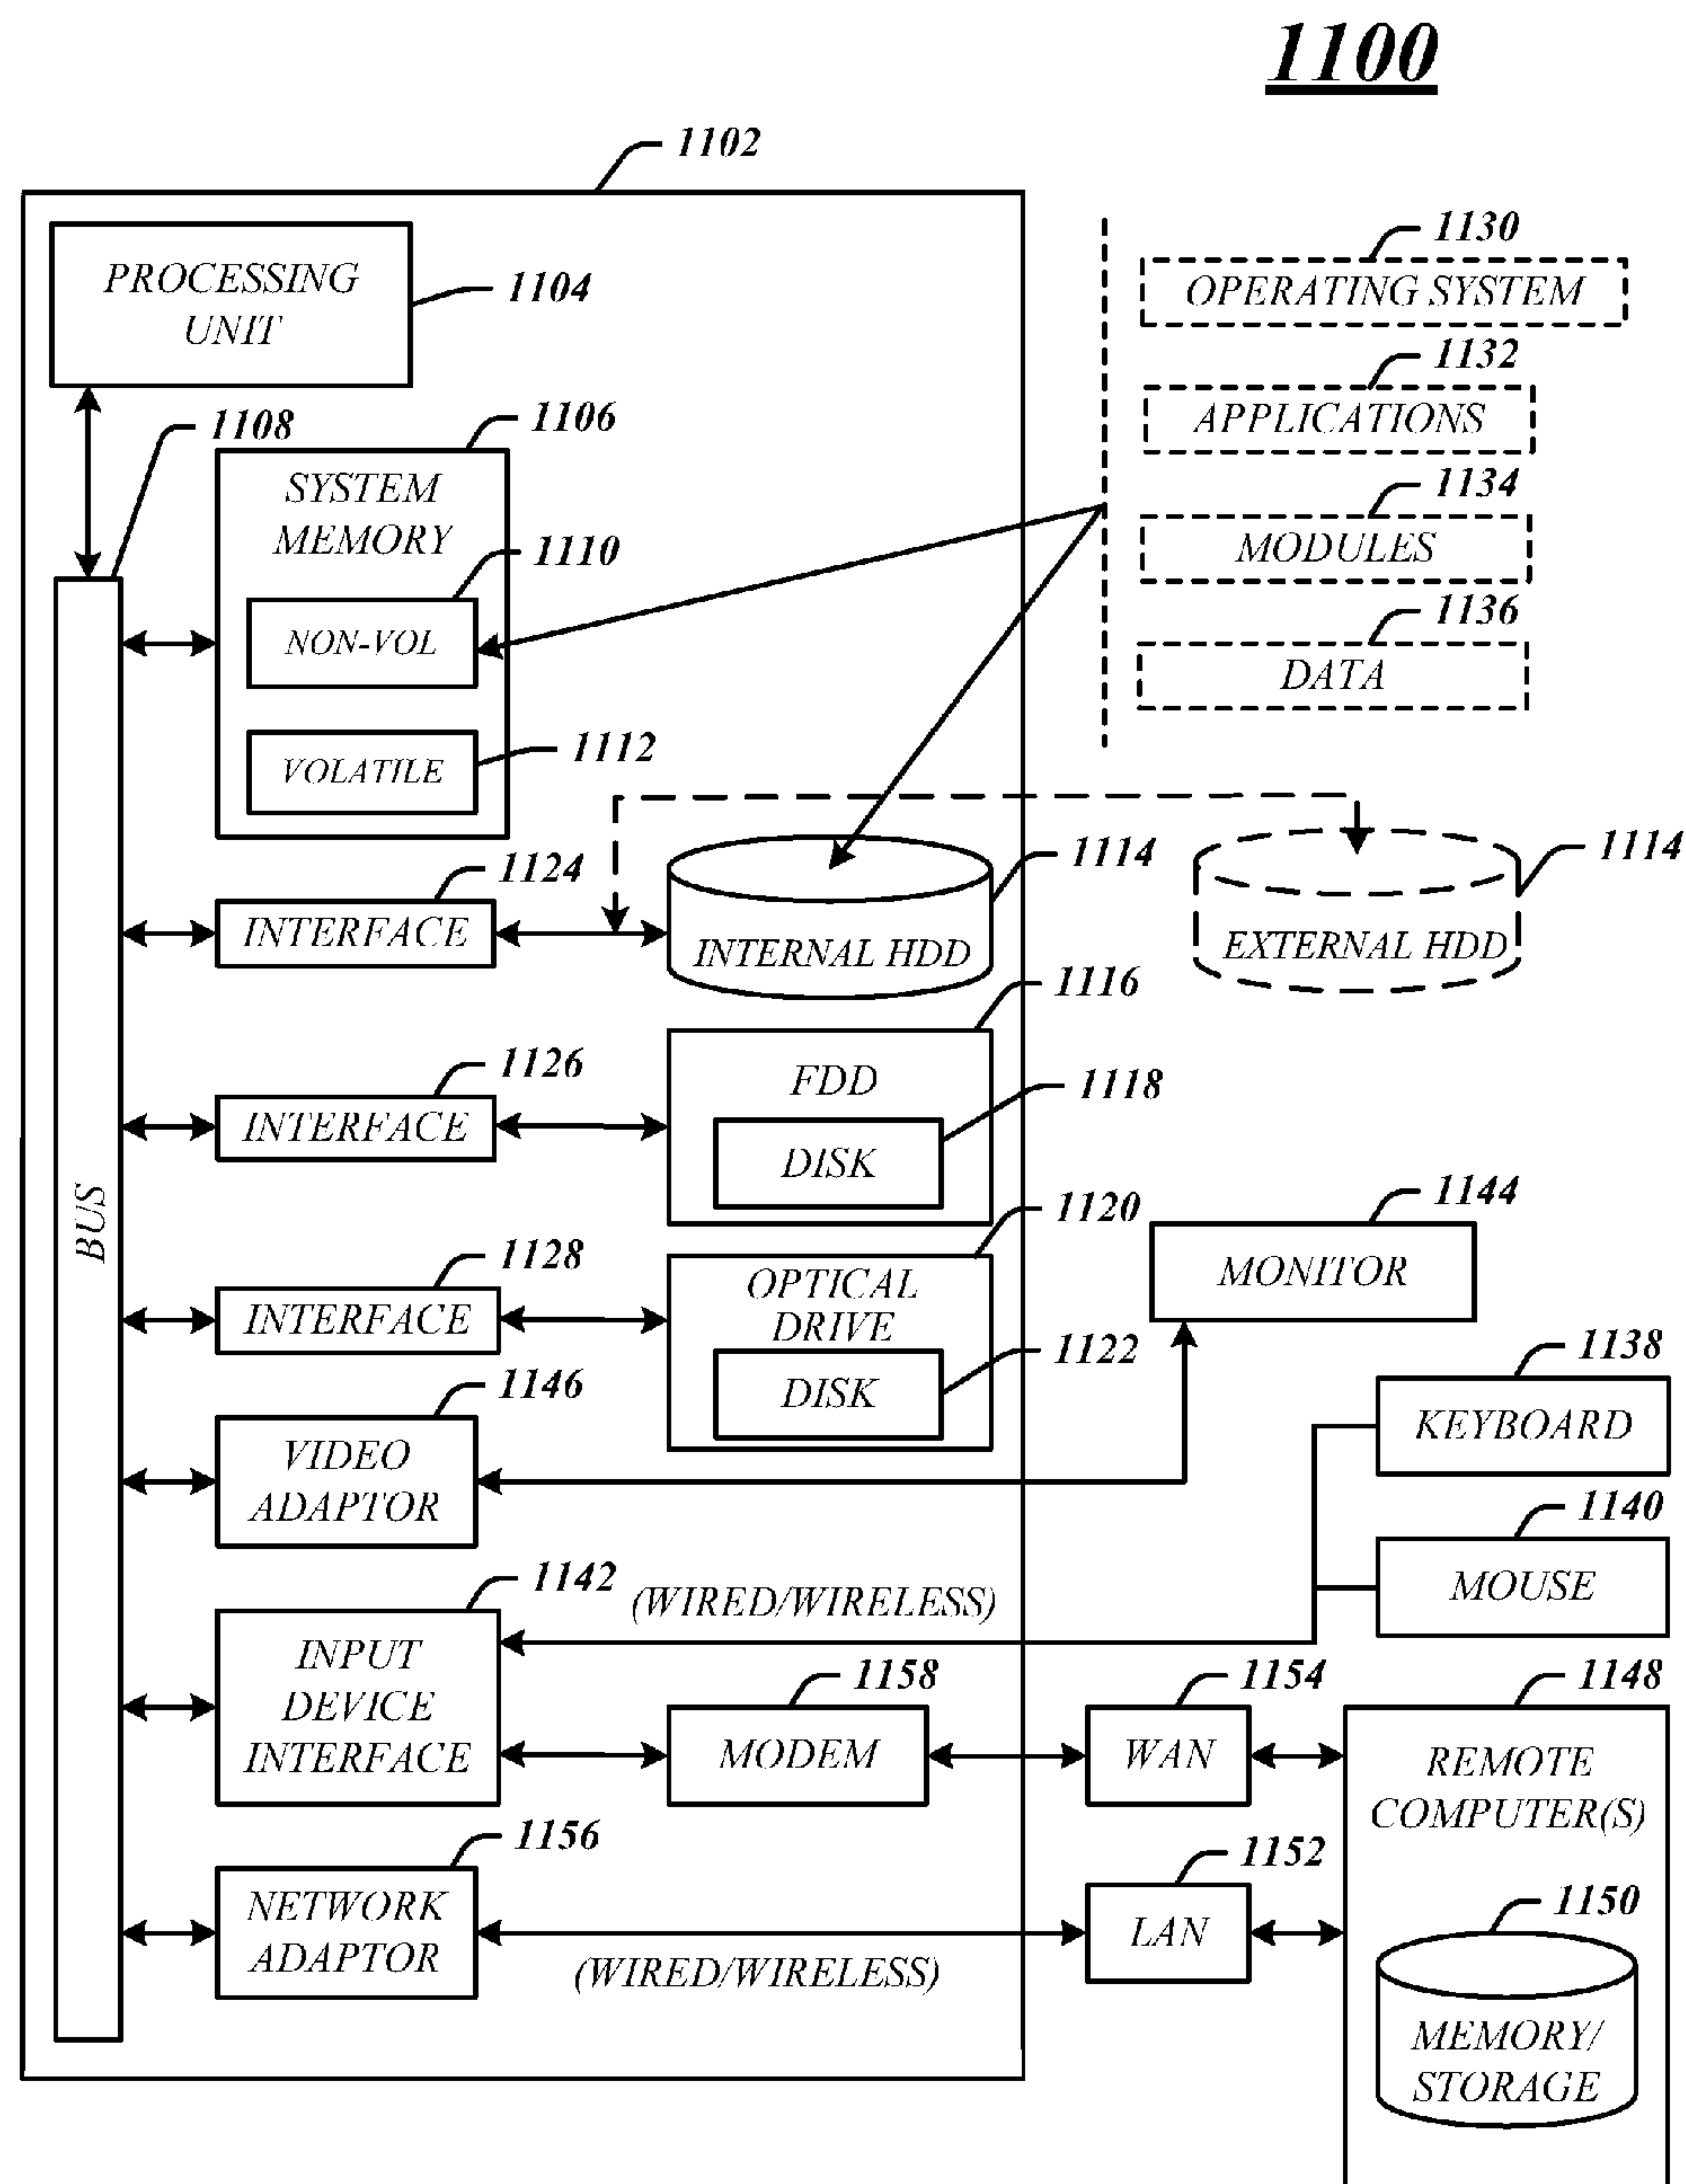 1100
1102
PROCESSING
UNIT
1104
1130
OPERATING SYSTEM
1132
APPLICATIONS
1134
MODULES
1136
DATA
1108
1106
SYSTEM
MEMORY
1110
NON-VOL
1112
VOLATILE
1124
INTERFACE
1114
INTERNAL HDD
1114
EXTERNAL HDD
1116
FDD
1126
INTERFACE
1118
DISK
BUS
1120
OPTICAL
DRIVE
1128
INTERFACE
1122
DISK
1144
MONITOR
1146
VIDEO
ADAPTOR
1138
KEYBOARD
1140
MOUSE
1142
(WIRED/WIRELESS)
INPUT
DEVICE
INTERFACE
1158
MODEM
1154
WAN
1148
REMOTE
COMPUTER(S)
1156
NETWORK
ADAPTOR
(WIRED/WIRELESS)
1152
LAN
1150
MEMORY/
STORAGE